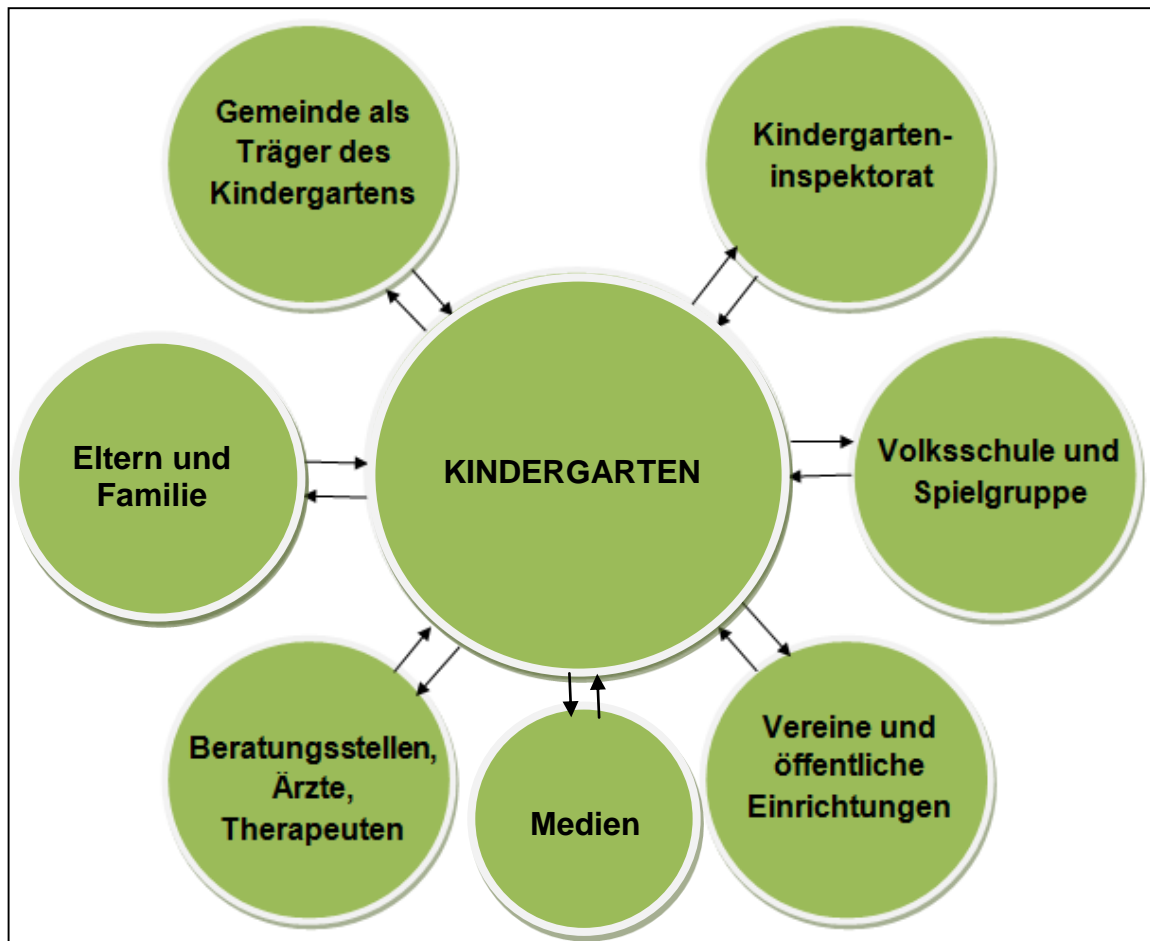 Gemeinde als
Träger des
Kindergartens
Kindergarten-
inspektorat
Eltern und
Familie
KINDERGARTEN
Volksschule und
Spielgruppe
Beratungsstellen,
Ärzte,
Therapeuten
Medien
Vereine und
öffentliche
Einrichtungen